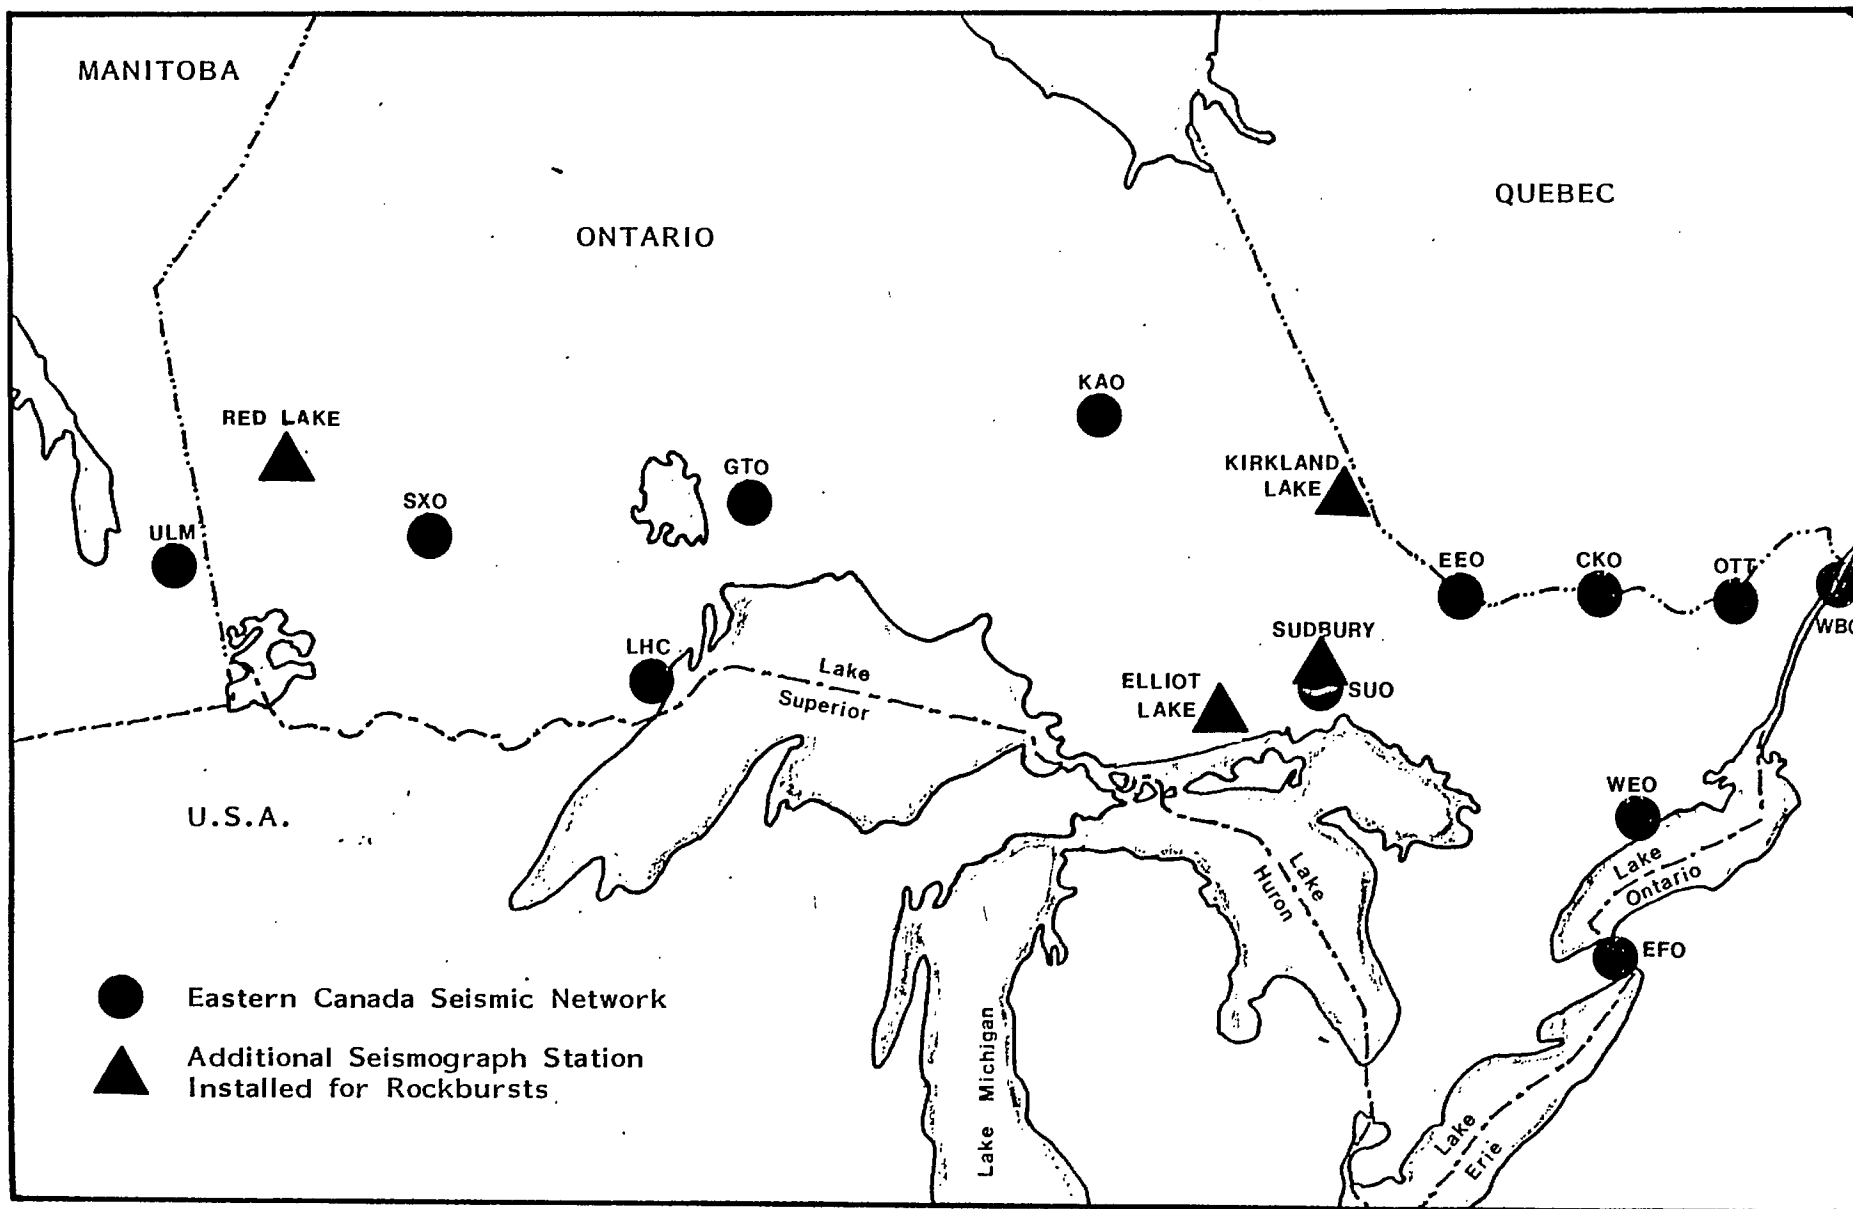 MANITOBA
QUEBEC
ONTARIO
KAO
RED LAKE
KIRKLAND
LAKE
GTO
SXO
ULM
EEO
CKO
OTT
SUDBURY
LHC
Lake
Superior
ELLIOT
LAKE
SUO
WEO
U.S.A.
Lake
Huron
Lake
Ontario
EFO
Eastern Canada Seismic Network
Additional Seismograph Station
Installed for Rockbursts
Lake Michigan
Lake
Erie